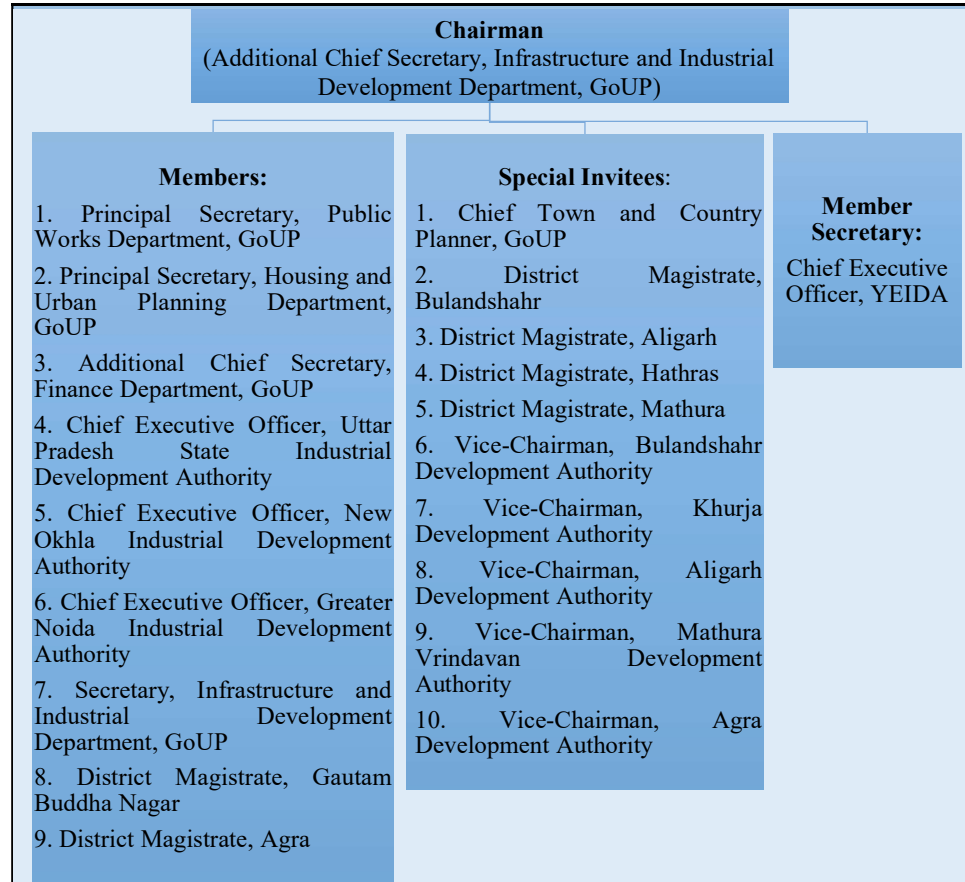 Chairman
(Additional Chief Secretary, Infrastructure and Industrial
Development Department, GoUP)
Members:
1. Principal Secretary, Public
Works Department, GoUP
2. Principal Secretary, Housing and
Urban Planning Department,
GoUP
3. Additional Chief Secretary,
Finance Department, GoUP
4. Chief Executive Officer, Uttar
Pradesh State Industrial
Development Authority
5. Chief Executive Officer, New
Okhla Industrial Development
Authority
6. Chief Executive Officer, Greater
Noida Industrial Development
Authority
7. Secretary, Infrastructure and
Industrial Development
Department, GoUP
8. District Magistrate, Gautam
Buddha Nagar
9. District Magistrate, Agra
Special Invitees:
1. Chief Town and Country
Planner, GoUP
2. District Magistrate,
Bulandshahr
3. District Magistrate, Aligarh
4. District Magistrate, Hathras
5. District Magistrate, Mathura
6. Vice-Chairman, Bulandshahr
Development Authority
7. Vice-Chairman, Khurja
Development Authority
8. Vice-Chairman, Aligarh
Development Authority
9. Vice-Chairman, Mathura
Vrindavan Development
Authority
10. Vice-Chairman, Agra
Development Authority
Member
Secretary:
Chief Executive
Officer, YEIDA